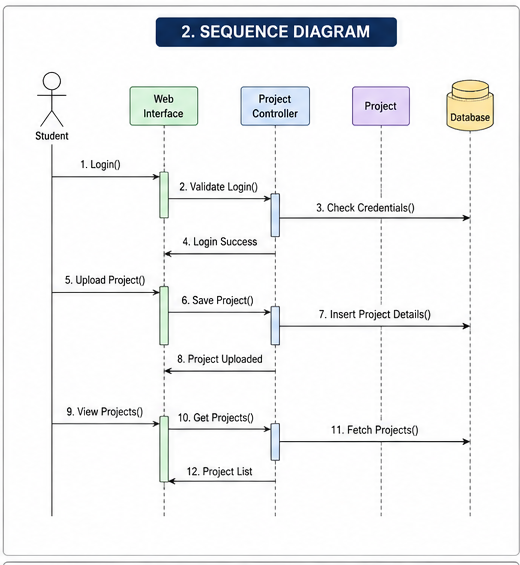 2. SEQUENCE DIAGRAM
Student
Web
Interface
Project
Controller
Project
Database
1. Login()
2. Validate Login()
3. Check Credentials()
4. Login Success
5. Upload Project()
6. Save Project()
7. Insert Project Details()
8. Project Uploaded
9. View Projects()
10. Get Projects()
11. Fetch Projects()
12. Project List